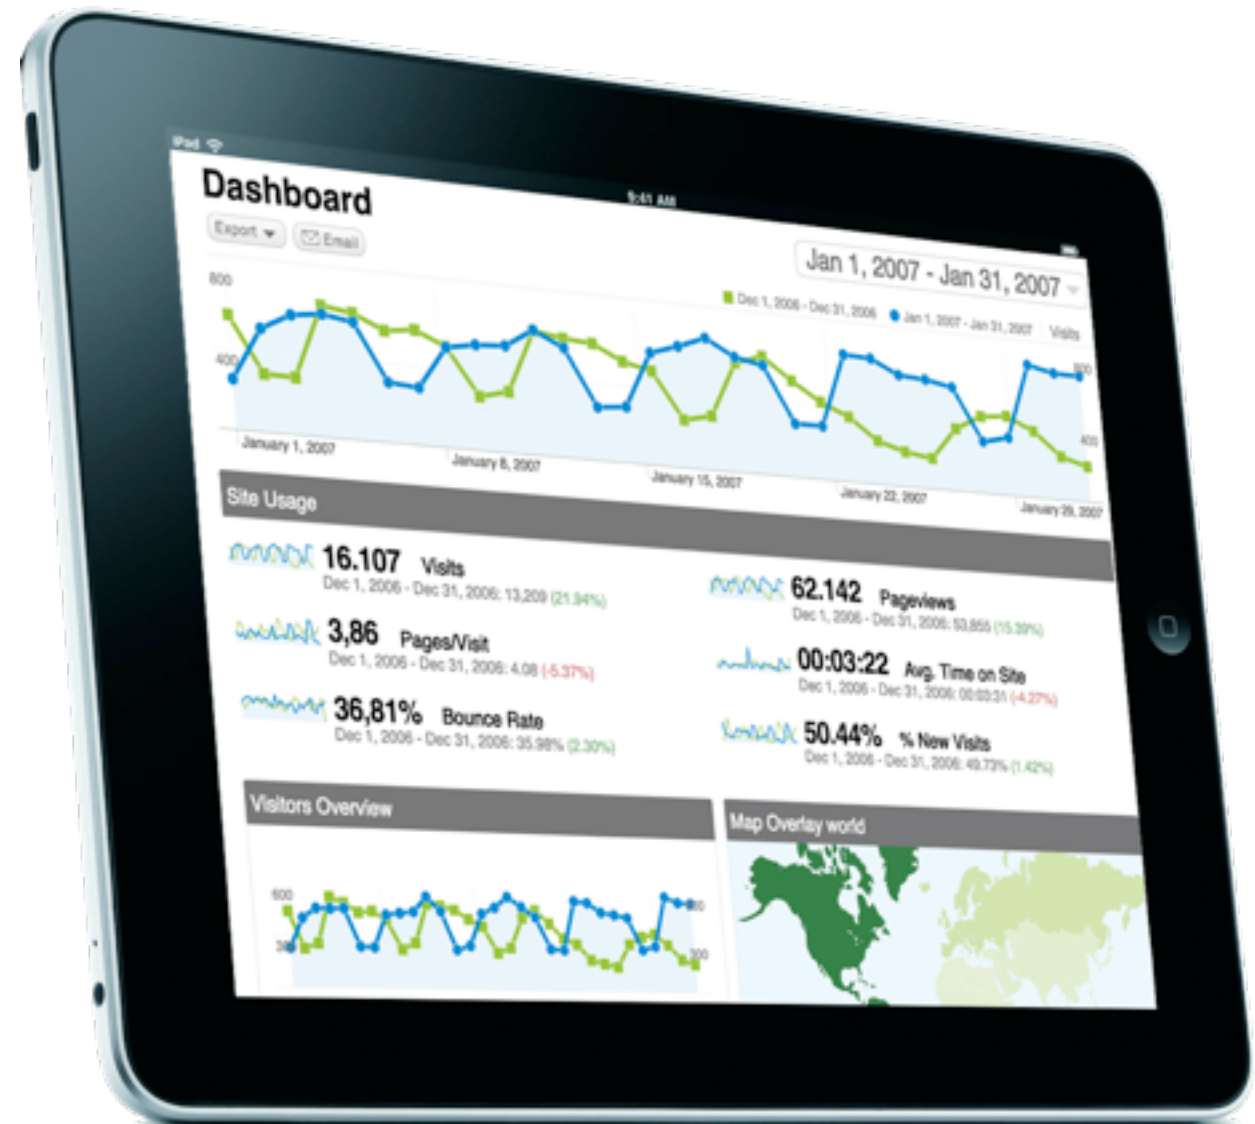 iPad
9:41 AM
Dashboard
Export
Email
Jan 1, 2007 - Jan 31, 2007
Dec 1, 2006 - Dec 31, 2006
Jan 1, 2007 - Jan 31, 2007
Visits
800
400
800
400
January 1, 2007
January 8, 2007
January 15, 2007
January 22, 2007
January 29, 2007
Site Usage
16.107 Visits
Dec 1, 2006 - Dec 31, 2006: 13,209 (21.94%)
62.142 Pageviews
Dec 1, 2006 - Dec 31, 2006: 53,855 (15.39%)
3,86 Pages/Visit
Dec 1, 2006 - Dec 31, 2006: 4.08 (-5.37%)
00:03:22 Avg. Time on Site
Dec 1, 2006 - Dec 31, 2006: 00:03:31 (-4.27%)
36,81% Bounce Rate
Dec 1, 2006 - Dec 31, 2006: 35.98% (2.30%)
50.44% % New Visits
Dec 1, 2006 - Dec 31, 2006: 49.73% (1.42%)
Visitors Overview
Map Overlay world
600
300